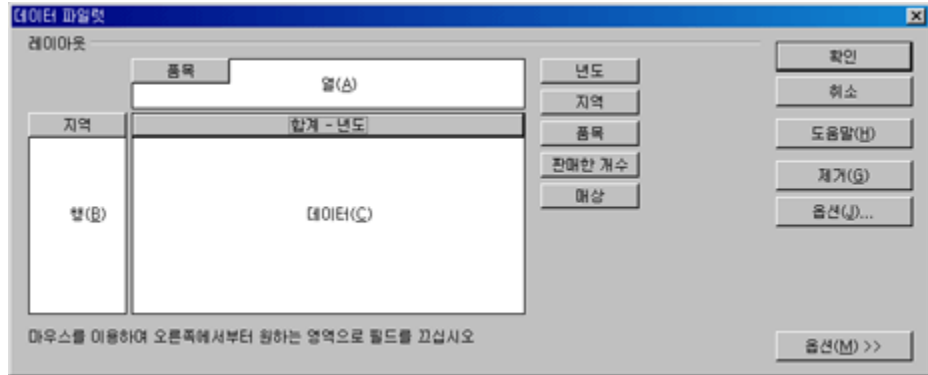 데이터 파일럿
레이아웃
품목
열(A)
지역
합계 - 년도
행(B)
데이터(C)
년도
지역
품목
판매한 개수
매상
확인
취소
도움말(H)
제거(G)
옵션(J)...
마우스를 이용하여 오른쪽에서부터 원하는 영역으로 필드를 끄십시오
옵션(M) >>